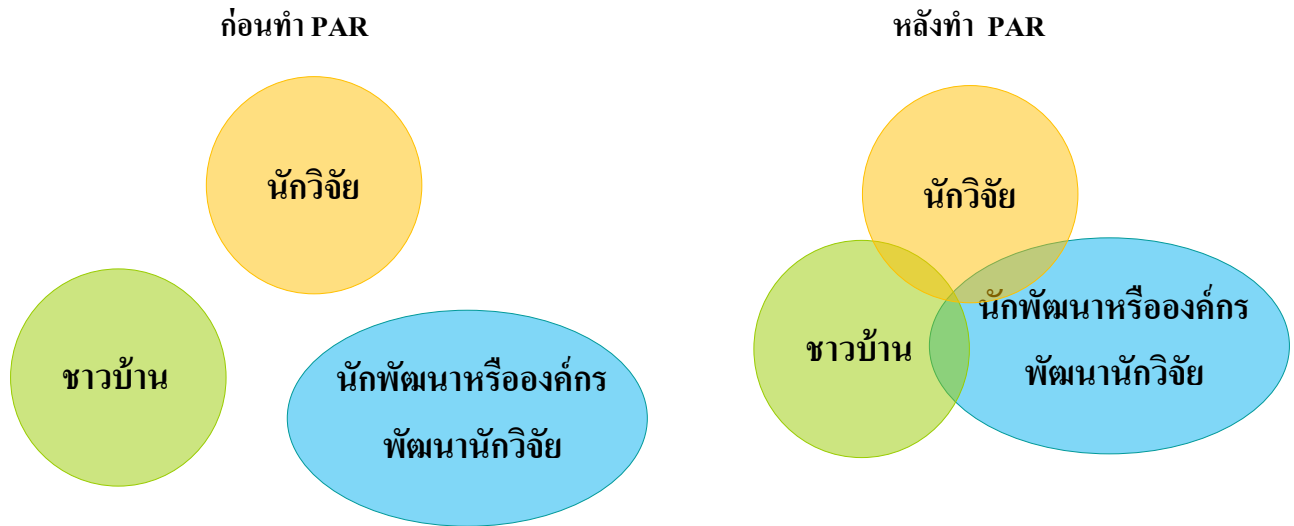 ก่อนทำ PAR
นักวิจัย
ชาวบ้าน
นักพัฒนาหรือองค์กร
พัฒนานักวิจัย
หลังทำ PAR
นักวิจัย
ชาวบ้าน
นักพัฒนาหรือองค์กร
พัฒนานักวิจัย